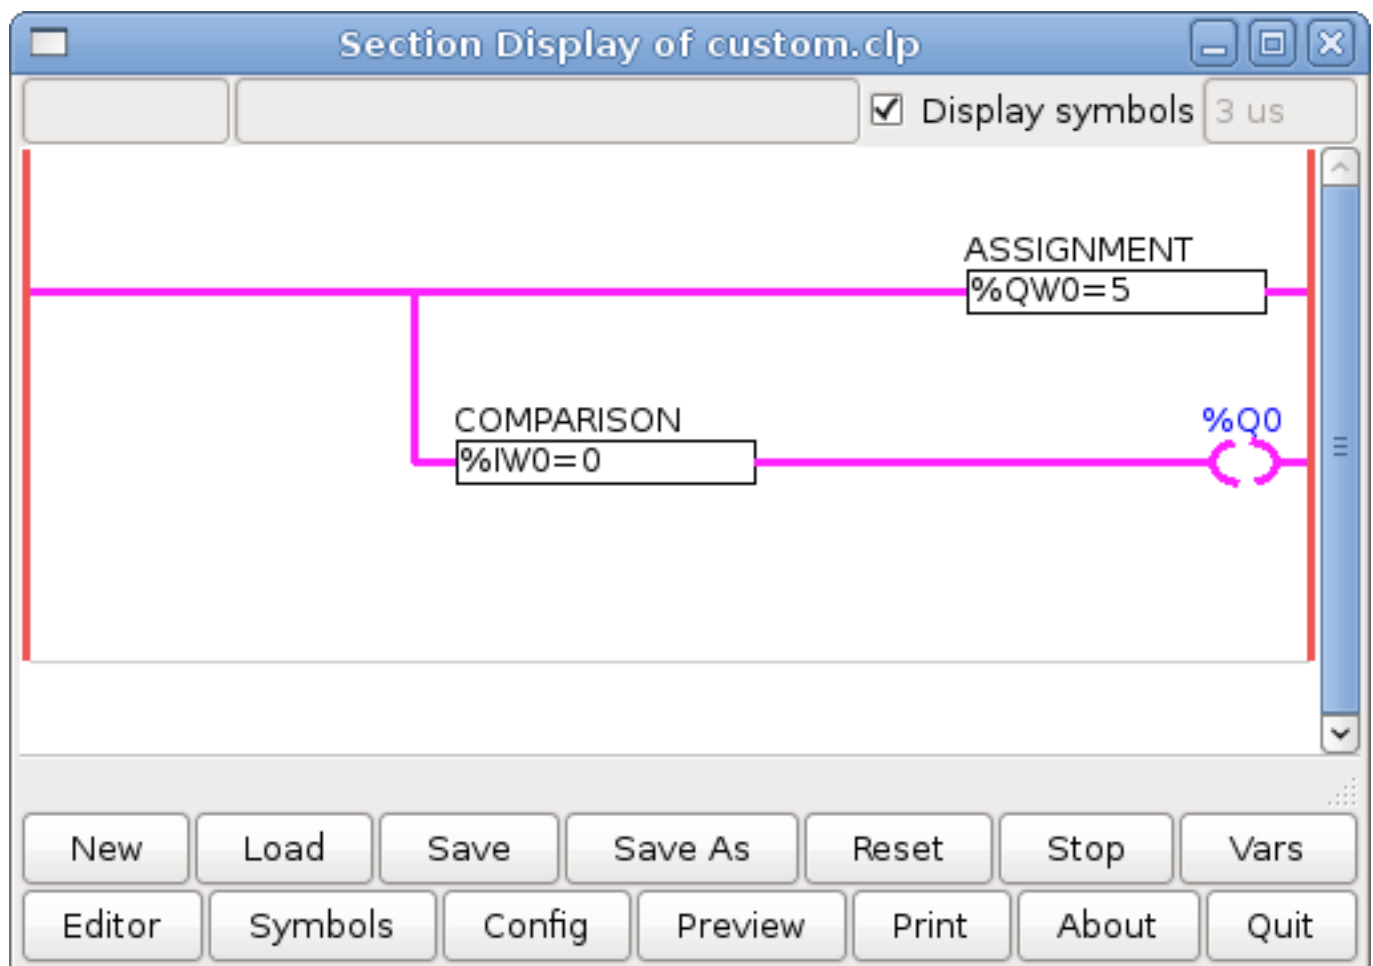 Section Display of custom.clp
Display symbols 3 us
ASSIGNMENT
%QW0=5
COMPARISON %Q0
%IW0=0
New Load Save Save As Reset Stop Vars
Editor Symbols Config Preview Print About Quit